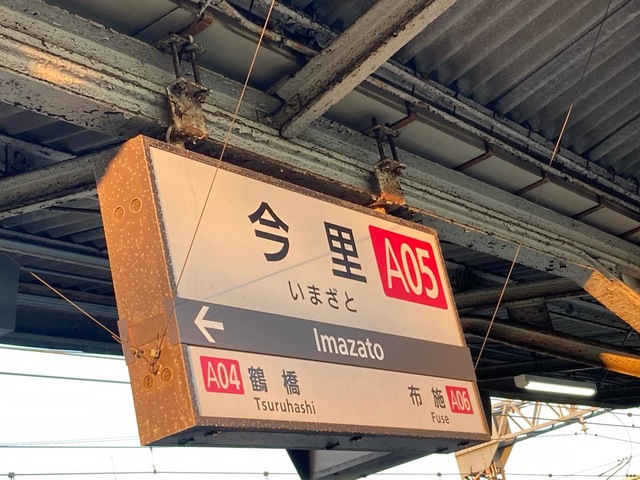 今里 A05
いまざと
← Imazato
A04 鶴橋 布施 A06
Tsuruhashi Fuse